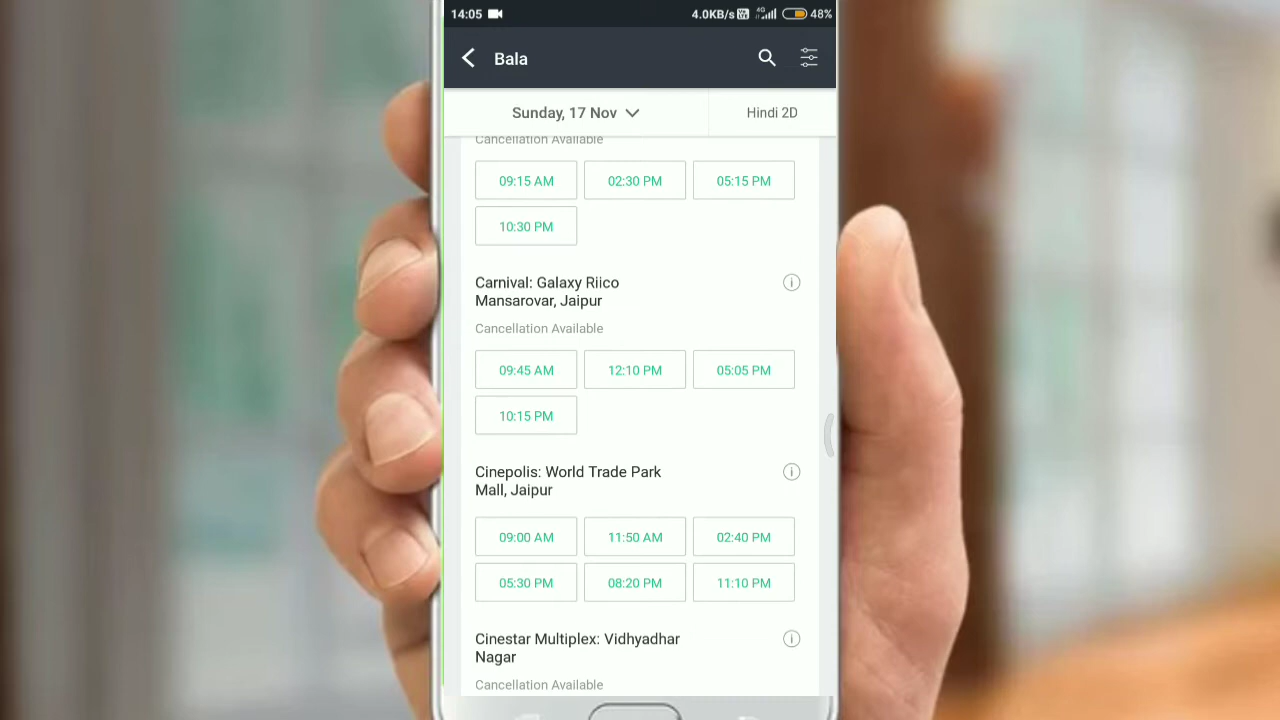 14:05 4.0KB/s 4G 48%
Bala
Sunday, 17 Nov Hindi 2D
Cancellation Available
09:15 AM 02:30 PM 05:15 PM
10:30 PM
Carnival: Galaxy Riico
Mansarovar, Jaipur
Cancellation Available
09:45 AM 12:10 PM 05:05 PM
10:15 PM
Cinepolis: World Trade Park
Mall, Jaipur
09:00 AM 11:50 AM 02:40 PM
05:30 PM 08:20 PM 11:10 PM
Cinestar Multiplex: Vidhyadhar
Nagar
Cancellation Available